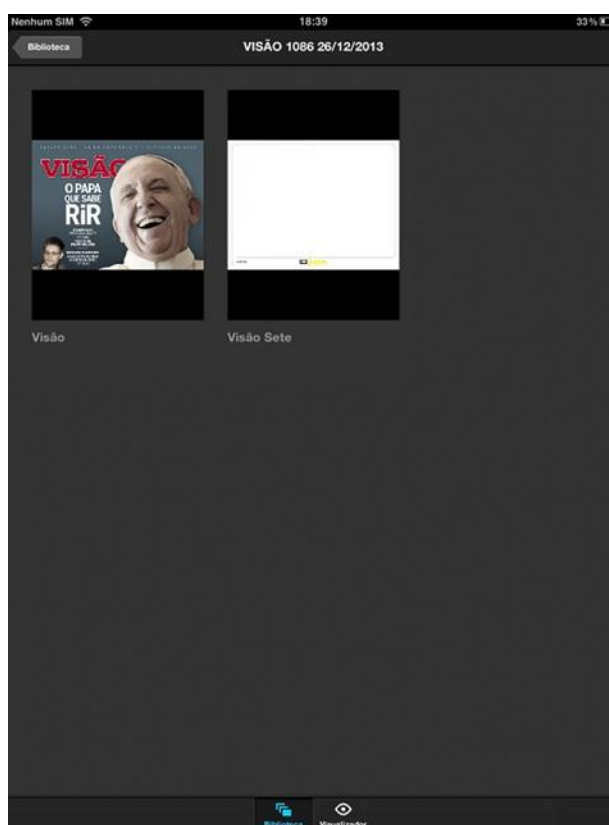 Nenhum SIM 18:39 33%
Biblioteca VISÃO 1086 26/12/2013
VISÃO
O PAPA
QUE SABE
RIR
Visão Visão Sete
Biblioteca Visualizador